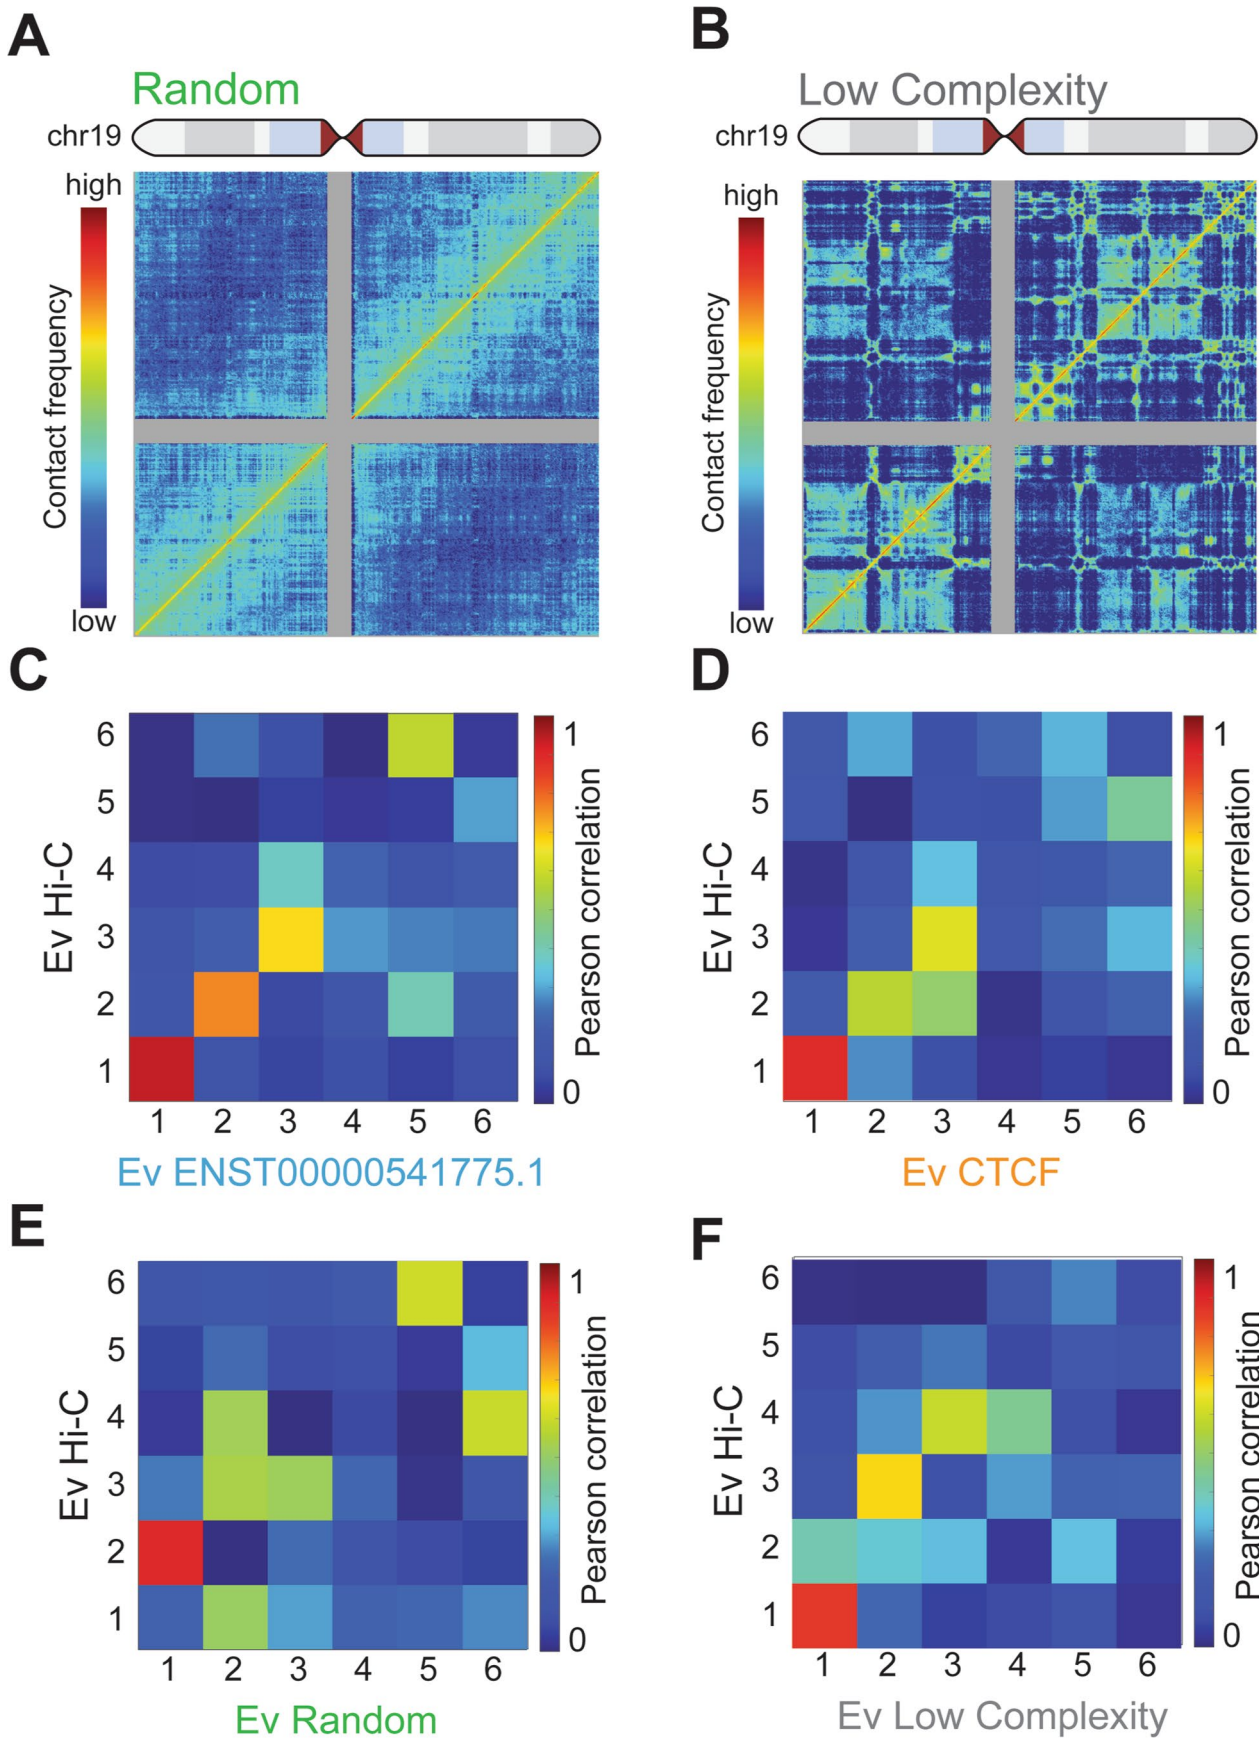 A
Random
chr19
high
Contact frequency
low
B
Low Complexity
chr19
high
Contact frequency
low
C
6
5
4
3
2
1
Ev Hi-C
1 2 3 4 5 6
Ev ENST00000541775.1
1
Pearson correlation
0
D
6
5
4
3
2
1
Ev Hi-C
1 2 3 4 5 6
Ev CTCF
1
Pearson correlation
0
E
6
5
4
3
2
1
Ev Hi-C
1 2 3 4 5 6
Ev Random
1
Pearson correlation
0
F
6
5
4
3
2
1
Ev Hi-C
1 2 3 4 5 6
Ev Low Complexity
1
Pearson correlation
0